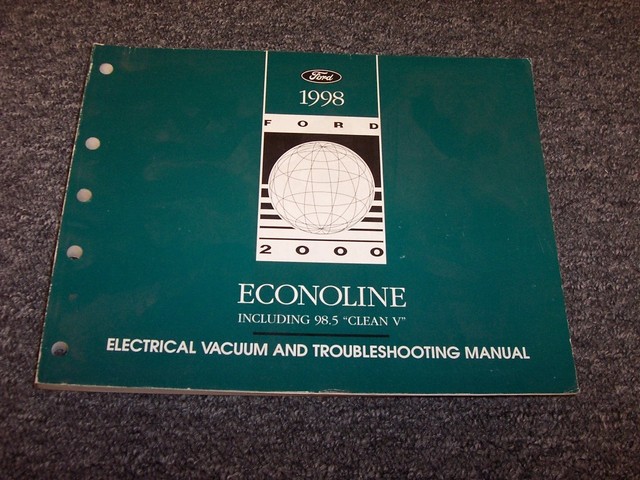 Ford
1998
FORD
2000
ECONOLINE
INCLUDING 98.5 "CLEAN V"
ELECTRICAL VACUUM AND TROUBLESHOOTING MANUAL